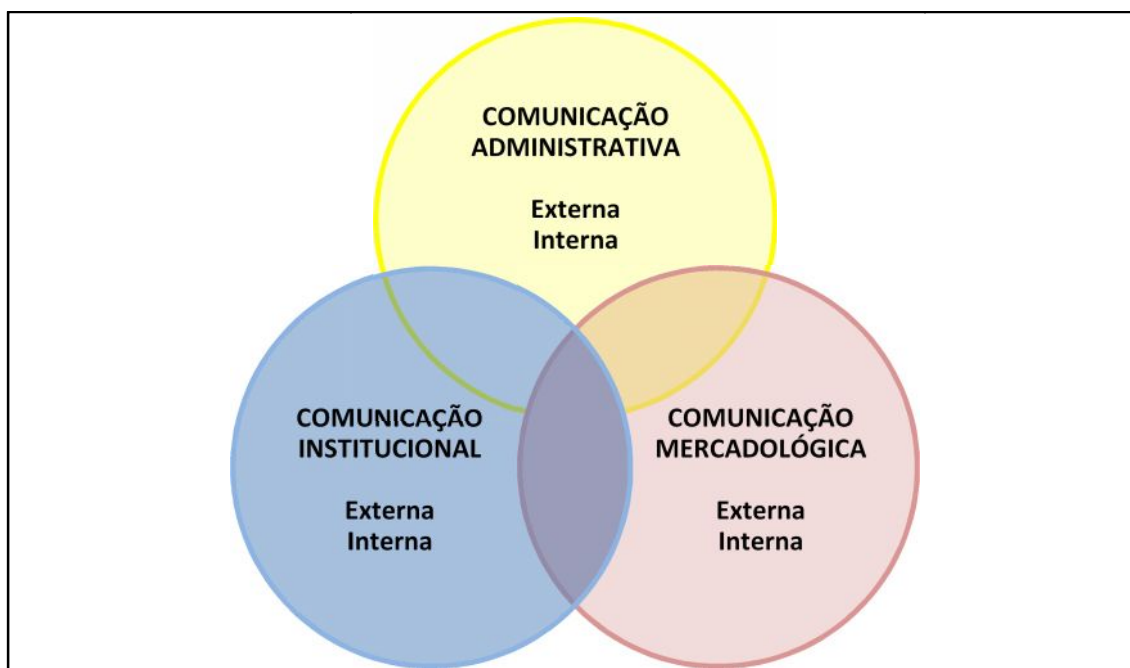 COMUNICAÇÃO
ADMINISTRATIVA
Externa
Interna
COMUNICAÇÃO
INSTITUCIONAL
Externa
Interna
COMUNICAÇÃO
MERCADOLÓGICA
Externa
Interna